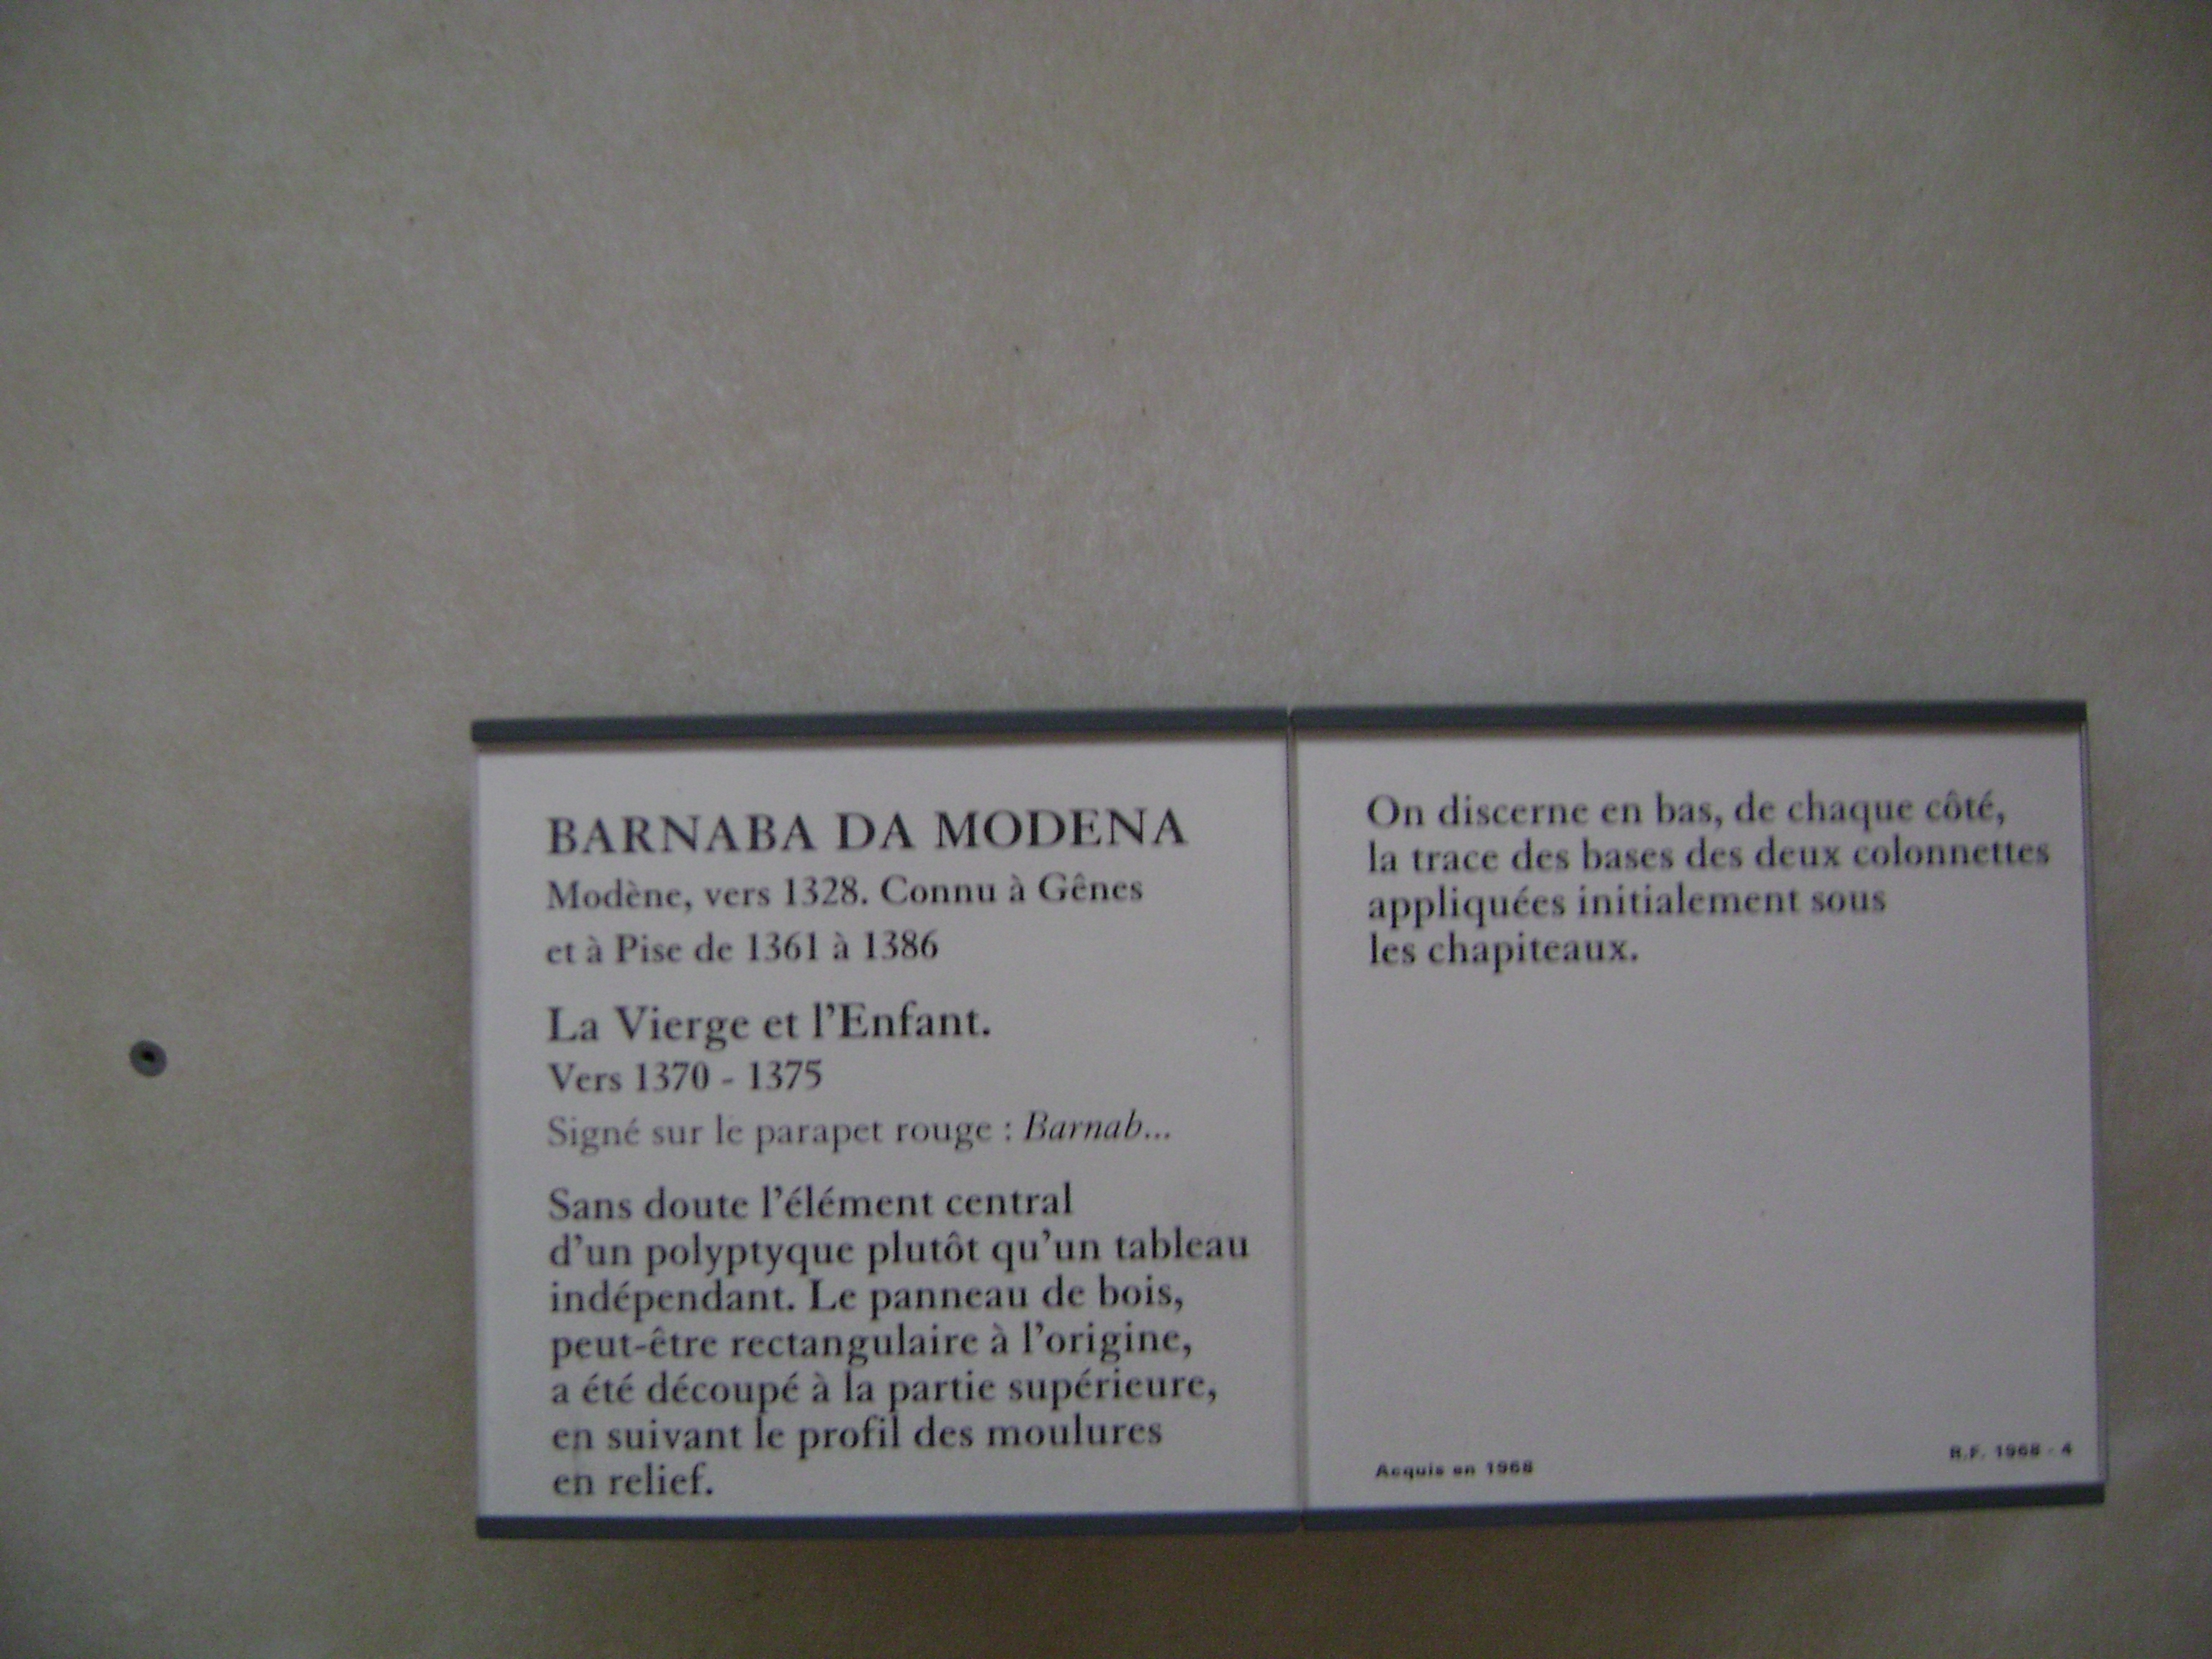 BARNABA DA MODENA
Modène, vers 1328. Connu à Gênes
et à Pise de 1361 à 1386
La Vierge et l'Enfant.
Vers 1370 - 1375
Signé sur le parapet rouge : Barnab...
Sans doute l'élément central
d'un polyptyque plutôt qu'un tableau
indépendant. Le panneau de bois,
peut-être rectangulaire à l'origine,
a été découpé à la partie supérieure,
en suivant le profil des moulures
en relief.
On discerne en bas, de chaque côté,
la trace des bases des deux colonnettes
appliquées initialement sous
les chapiteaux.
Acquis en 1968
R.F. 1968 - 4